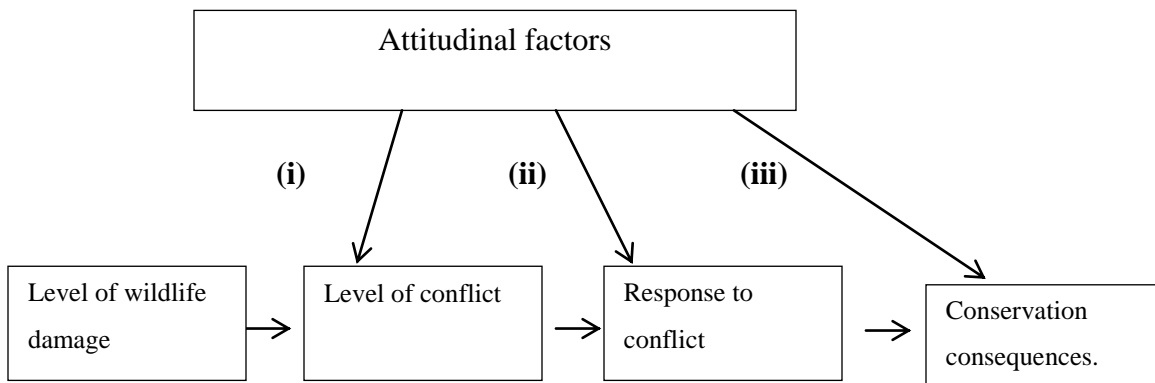 Attitudinal factors
(i)
(ii)
(iii)
Level of wildlife
damage
Level of conflict
Response to
conflict
Conservation
consequences.